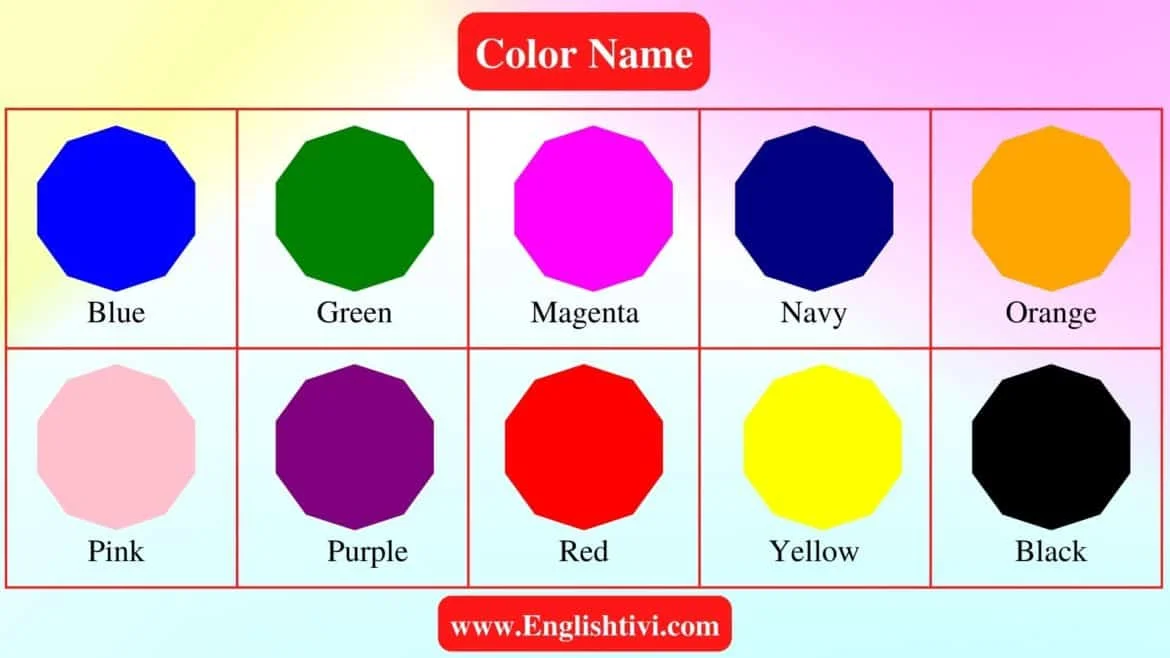 Color Name
Blue
Green
Magenta
Navy
Orange
Pink
Purple
Red
Yellow
Black
www.Englishtivi.com